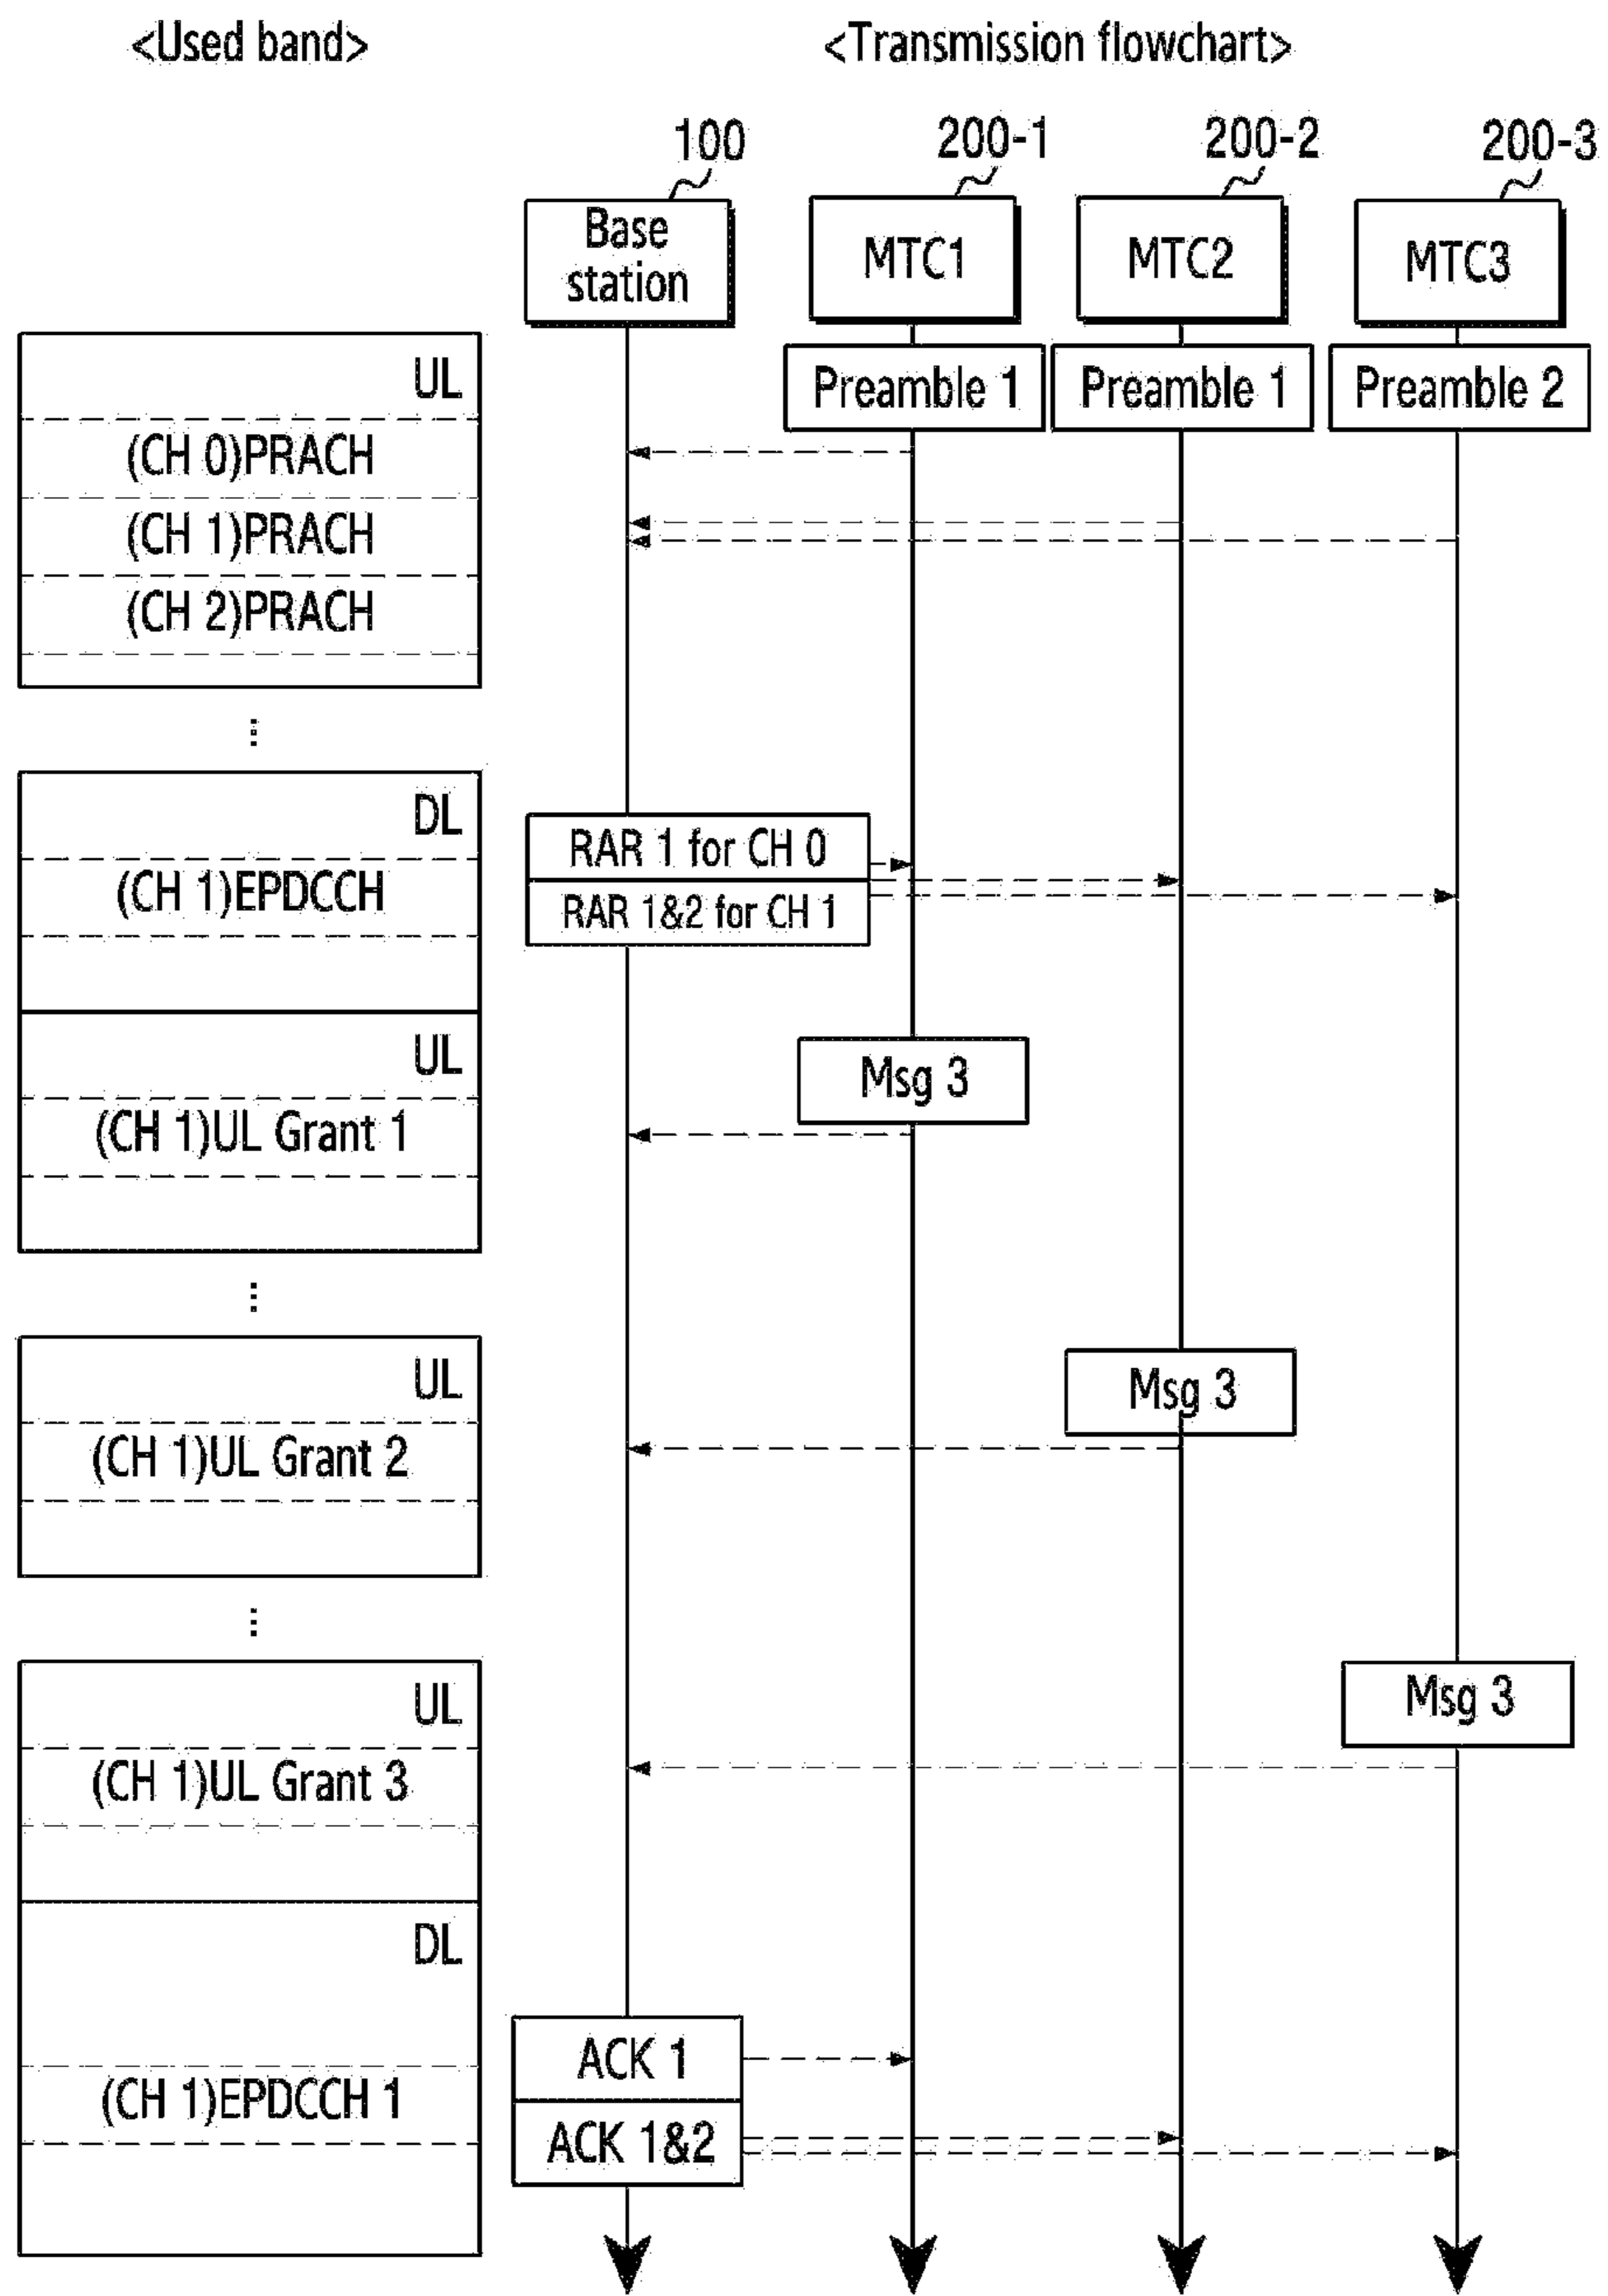 <Used band>
<Transmission flowchart>
100
200-1
200-2
200-3
Base
station
MTC1
MTC2
MTC3
UL
Preamble 1
Preamble 1
Preamble 2
(CH 0)PRACH
(CH 1)PRACH
(CH 2)PRACH
⋮
DL
(CH 1)EPDCCH
RAR 1 for CH 0
RAR 1&2 for CH 1
UL
(CH 1)UL Grant 1
Msg 3
⋮
UL
(CH 1)UL Grant 2
Msg 3
⋮
UL
(CH 1)UL Grant 3
Msg 3
DL
(CH 1)EPDCCH 1
ACK 1
ACK 1&2